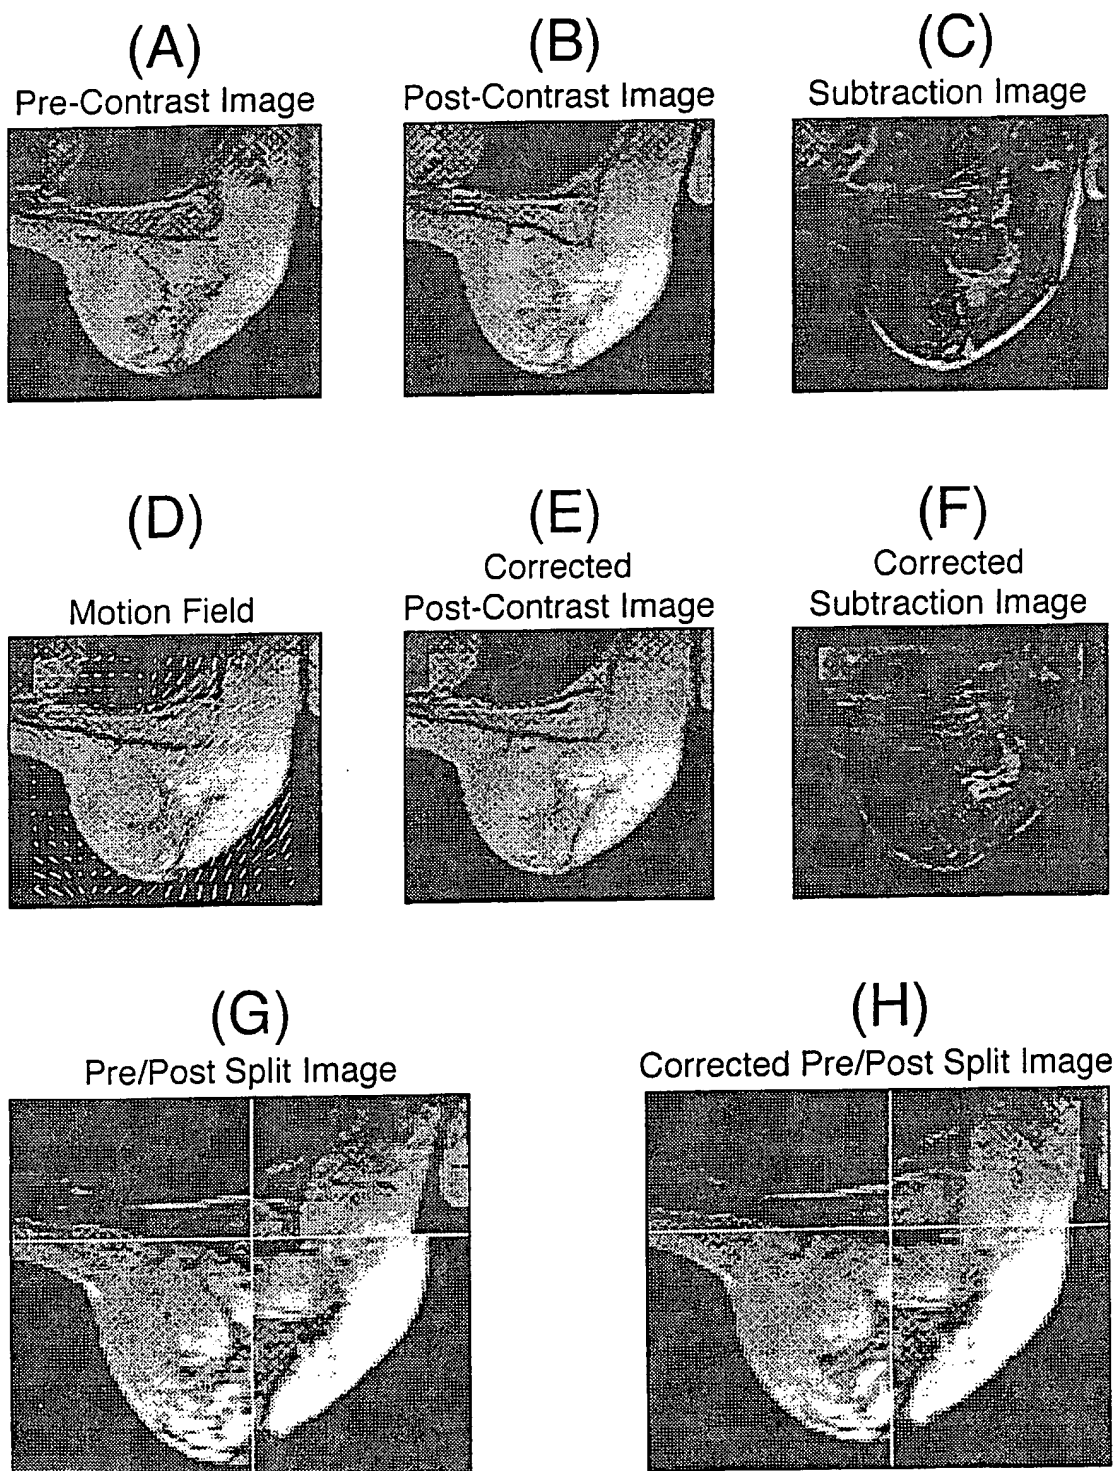 (A)
Pre-Contrast Image
(B)
Post-Contrast Image
(C)
Subtraction Image
(D)
Motion Field
(E)
Corrected
Post-Contrast Image
(F)
Corrected
Subtraction Image
(G)
Pre/Post Split Image
(H)
Corrected Pre/Post Split Image